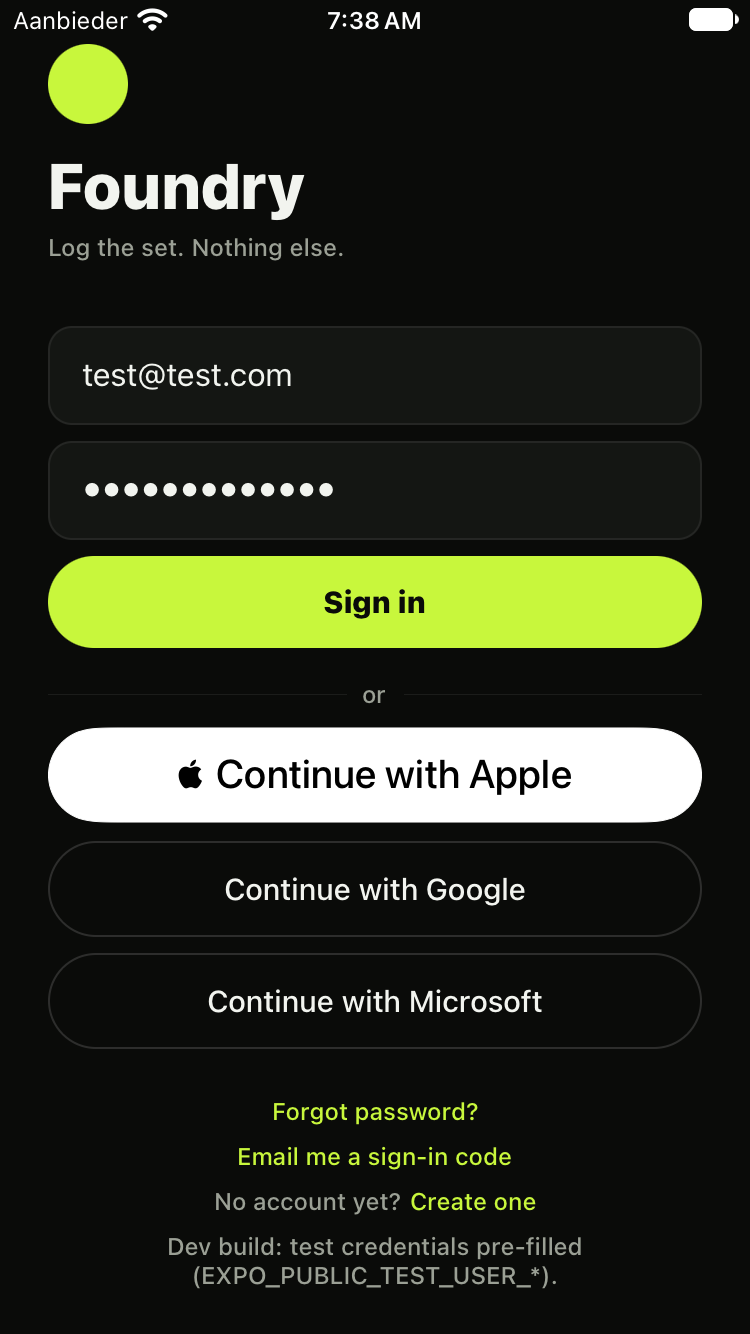 Aanbieder 7:38 AM
Foundry
Log the set. Nothing else.
test@test.com
•••••••••••••
Sign in
or
Continue with Apple
Continue with Google
Continue with Microsoft
Forgot password?
Email me a sign-in code
No account yet? Create one
Dev build: test credentials pre-filled
(EXPO_PUBLIC_TEST_USER_*).